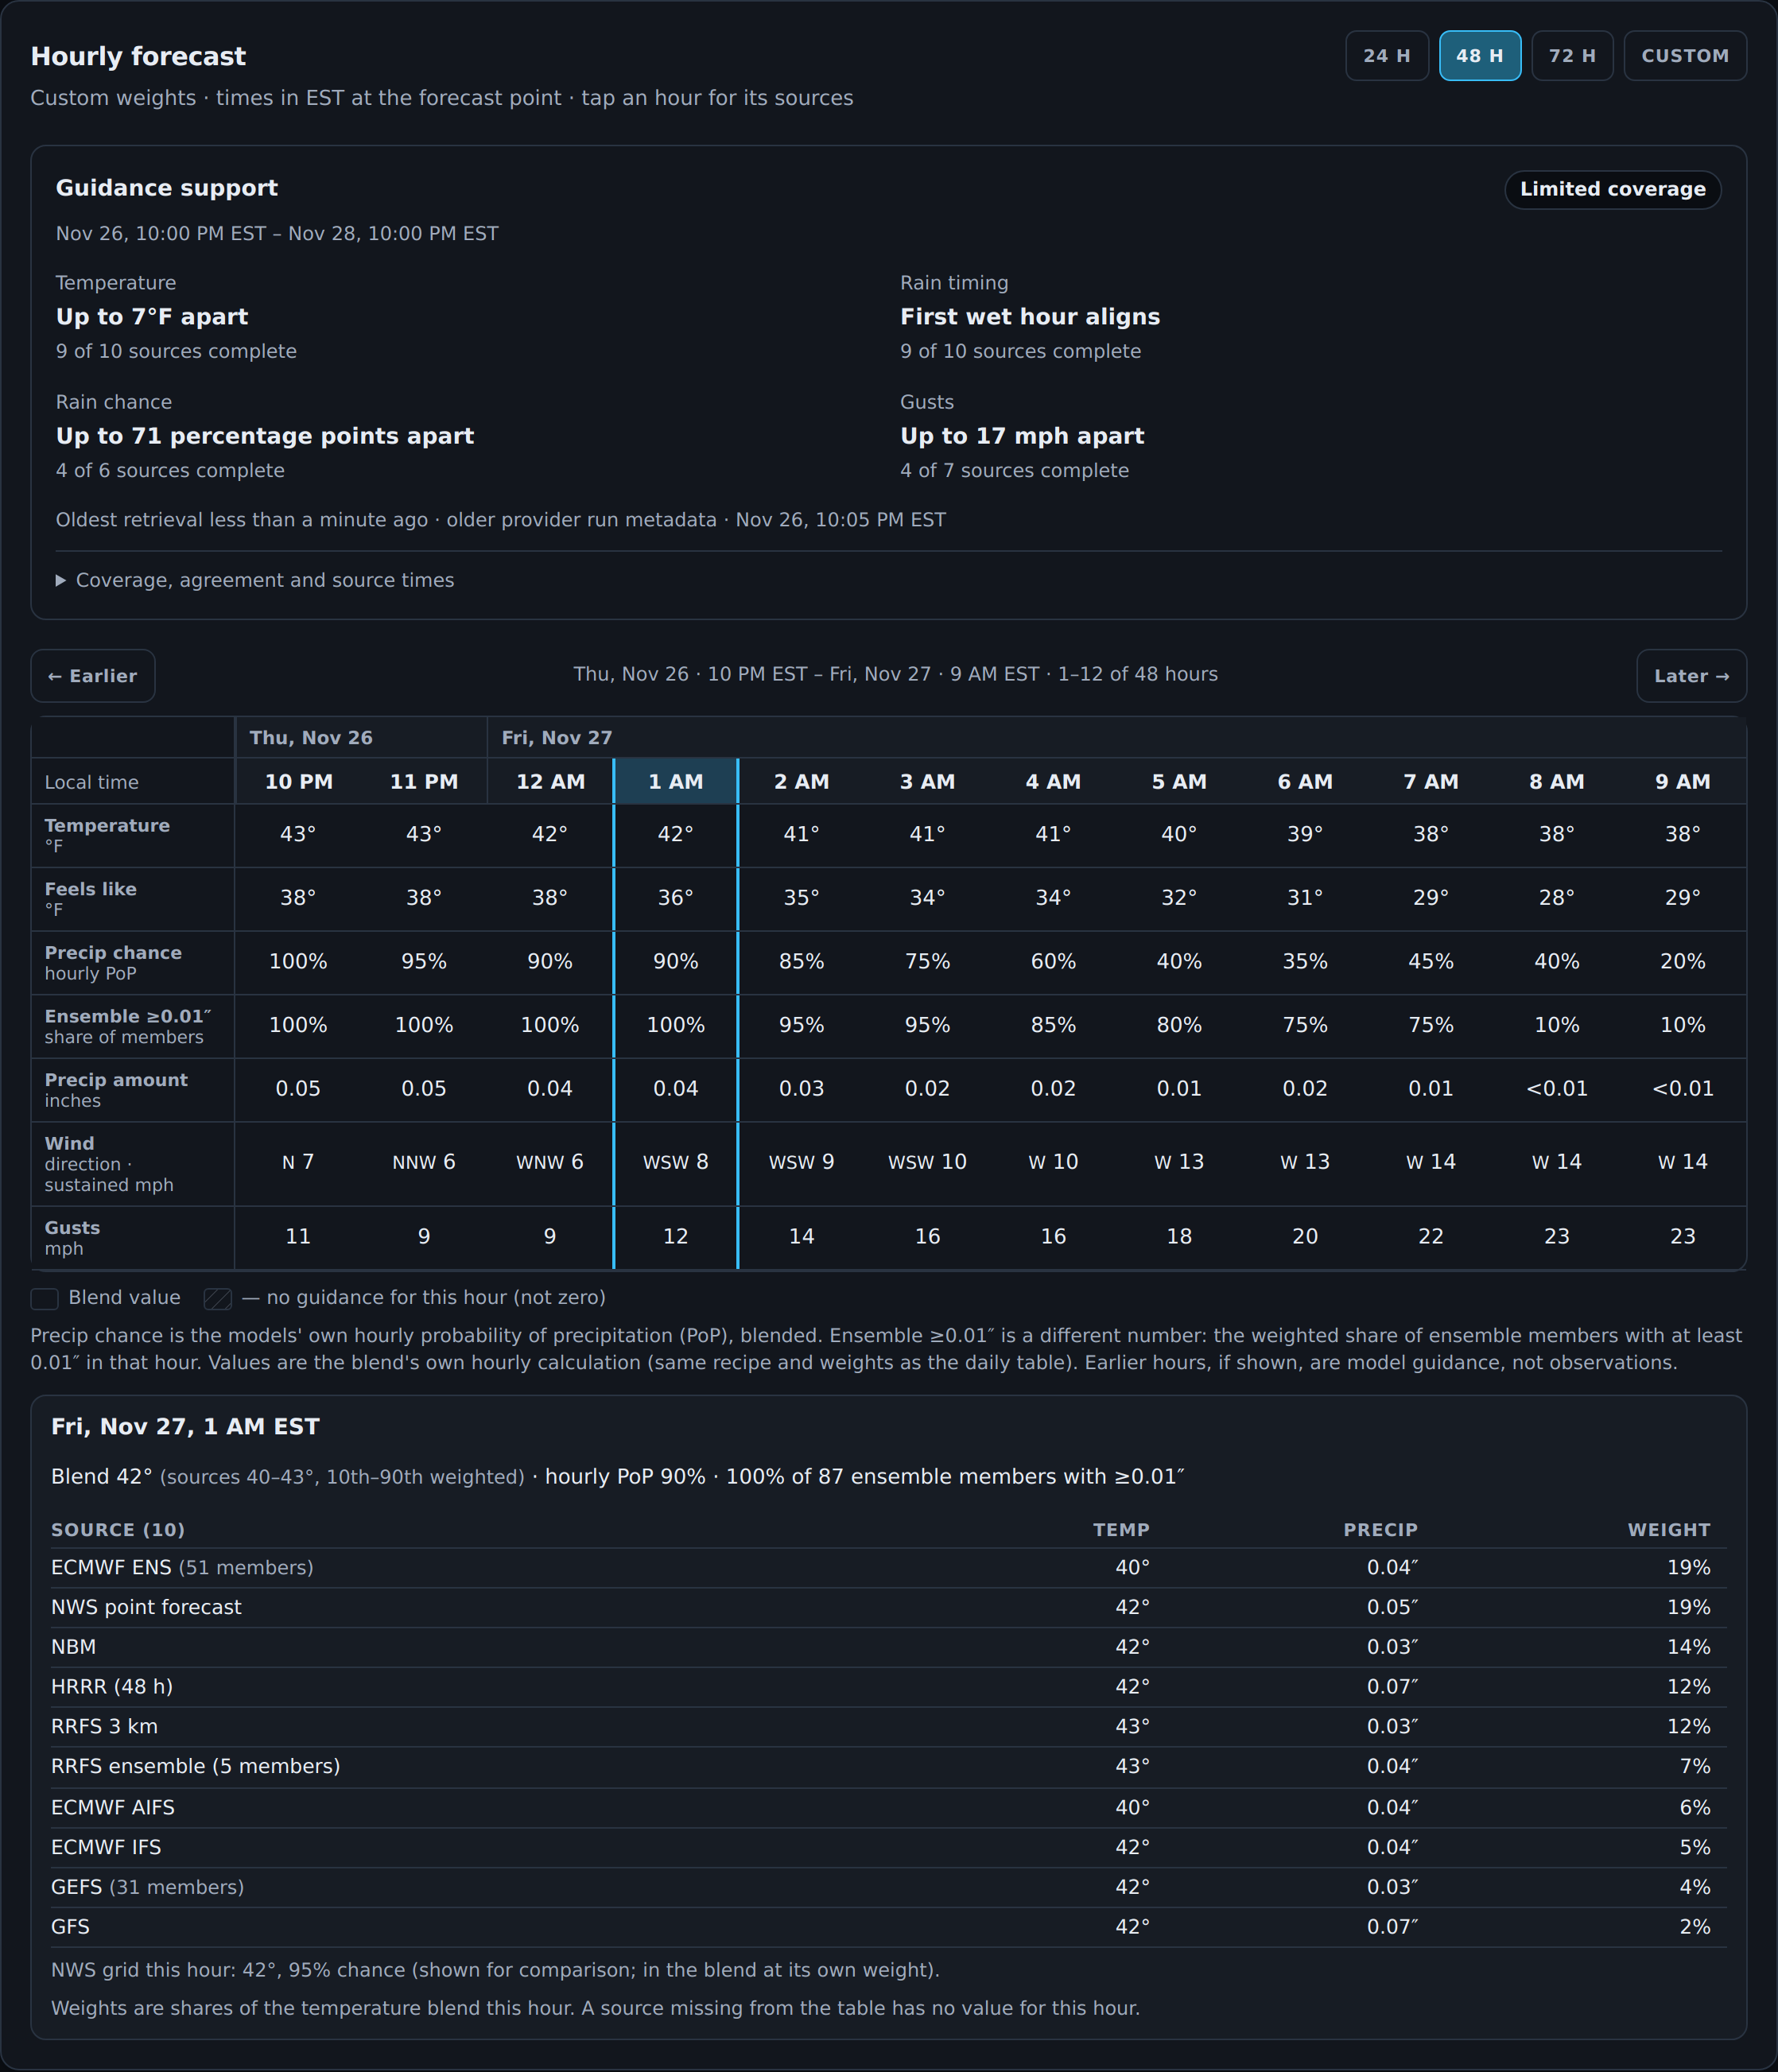 Hourly forecast
24 H 48 H 72 H CUSTOM
Custom weights · times in EST at the forecast point · tap an hour for its sources
Guidance support
Limited coverage
Nov 26, 10:00 PM EST – Nov 28, 10:00 PM EST
Temperature
Up to 7°F apart
9 of 10 sources complete
Rain timing
First wet hour aligns
9 of 10 sources complete
Rain chance
Up to 71 percentage points apart
4 of 6 sources complete
Gusts
Up to 17 mph apart
4 of 7 sources complete
Oldest retrieval less than a minute ago · older provider run metadata · Nov 26, 10:05 PM EST
▶ Coverage, agreement and source times
← Earlier
Thu, Nov 26 · 10 PM EST – Fri, Nov 27 · 9 AM EST · 1–12 of 48 hours
Later →
Thu, Nov 26 Fri, Nov 27
Local time 10 PM 11 PM 12 AM 1 AM 2 AM 3 AM 4 AM 5 AM 6 AM 7 AM 8 AM 9 AM
Temperature
°F
43° 43° 42° 42° 41° 41° 41° 40° 39° 38° 38° 38°
Feels like
°F
38° 38° 38° 36° 35° 34° 34° 32° 31° 29° 28° 29°
Precip chance
hourly PoP
100% 95% 90% 90% 85% 75% 60% 40% 35% 45% 40% 20%
Ensemble ≥0.01″
share of members
100% 100% 100% 100% 95% 95% 85% 80% 75% 75% 10% 10%
Precip amount
inches
0.05 0.05 0.04 0.04 0.03 0.02 0.02 0.01 0.02 0.01 <0.01 <0.01
Wind
direction ·
sustained mph
N 7 NNW 6 WNW 6 WSW 8 WSW 9 WSW 10 W 10 W 13 W 13 W 14 W 14 W 14
Gusts
mph
11 9 9 12 14 16 16 18 20 22 23 23
Blend value — no guidance for this hour (not zero)
Precip chance is the models' own hourly probability of precipitation (PoP), blended. Ensemble ≥0.01″ is a different number: the weighted share of ensemble members with at least
0.01″ in that hour. Values are the blend's own hourly calculation (same recipe and weights as the daily table). Earlier hours, if shown, are model guidance, not observations.
Fri, Nov 27, 1 AM EST
Blend 42° (sources 40–43°, 10th–90th weighted) · hourly PoP 90% · 100% of 87 ensemble members with ≥0.01″
SOURCE (10) TEMP PRECIP WEIGHT
ECMWF ENS (51 members) 40° 0.04″ 19%
NWS point forecast 42° 0.05″ 19%
NBM 42° 0.03″ 14%
HRRR (48 h) 42° 0.07″ 12%
RRFS 3 km 43° 0.03″ 12%
RRFS ensemble (5 members) 43° 0.04″ 7%
ECMWF AIFS 40° 0.04″ 6%
ECMWF IFS 42° 0.04″ 5%
GEFS (31 members) 42° 0.03″ 4%
GFS 42° 0.07″ 2%
NWS grid this hour: 42°, 95% chance (shown for comparison; in the blend at its own weight).
Weights are shares of the temperature blend this hour. A source missing from the table has no value for this hour.